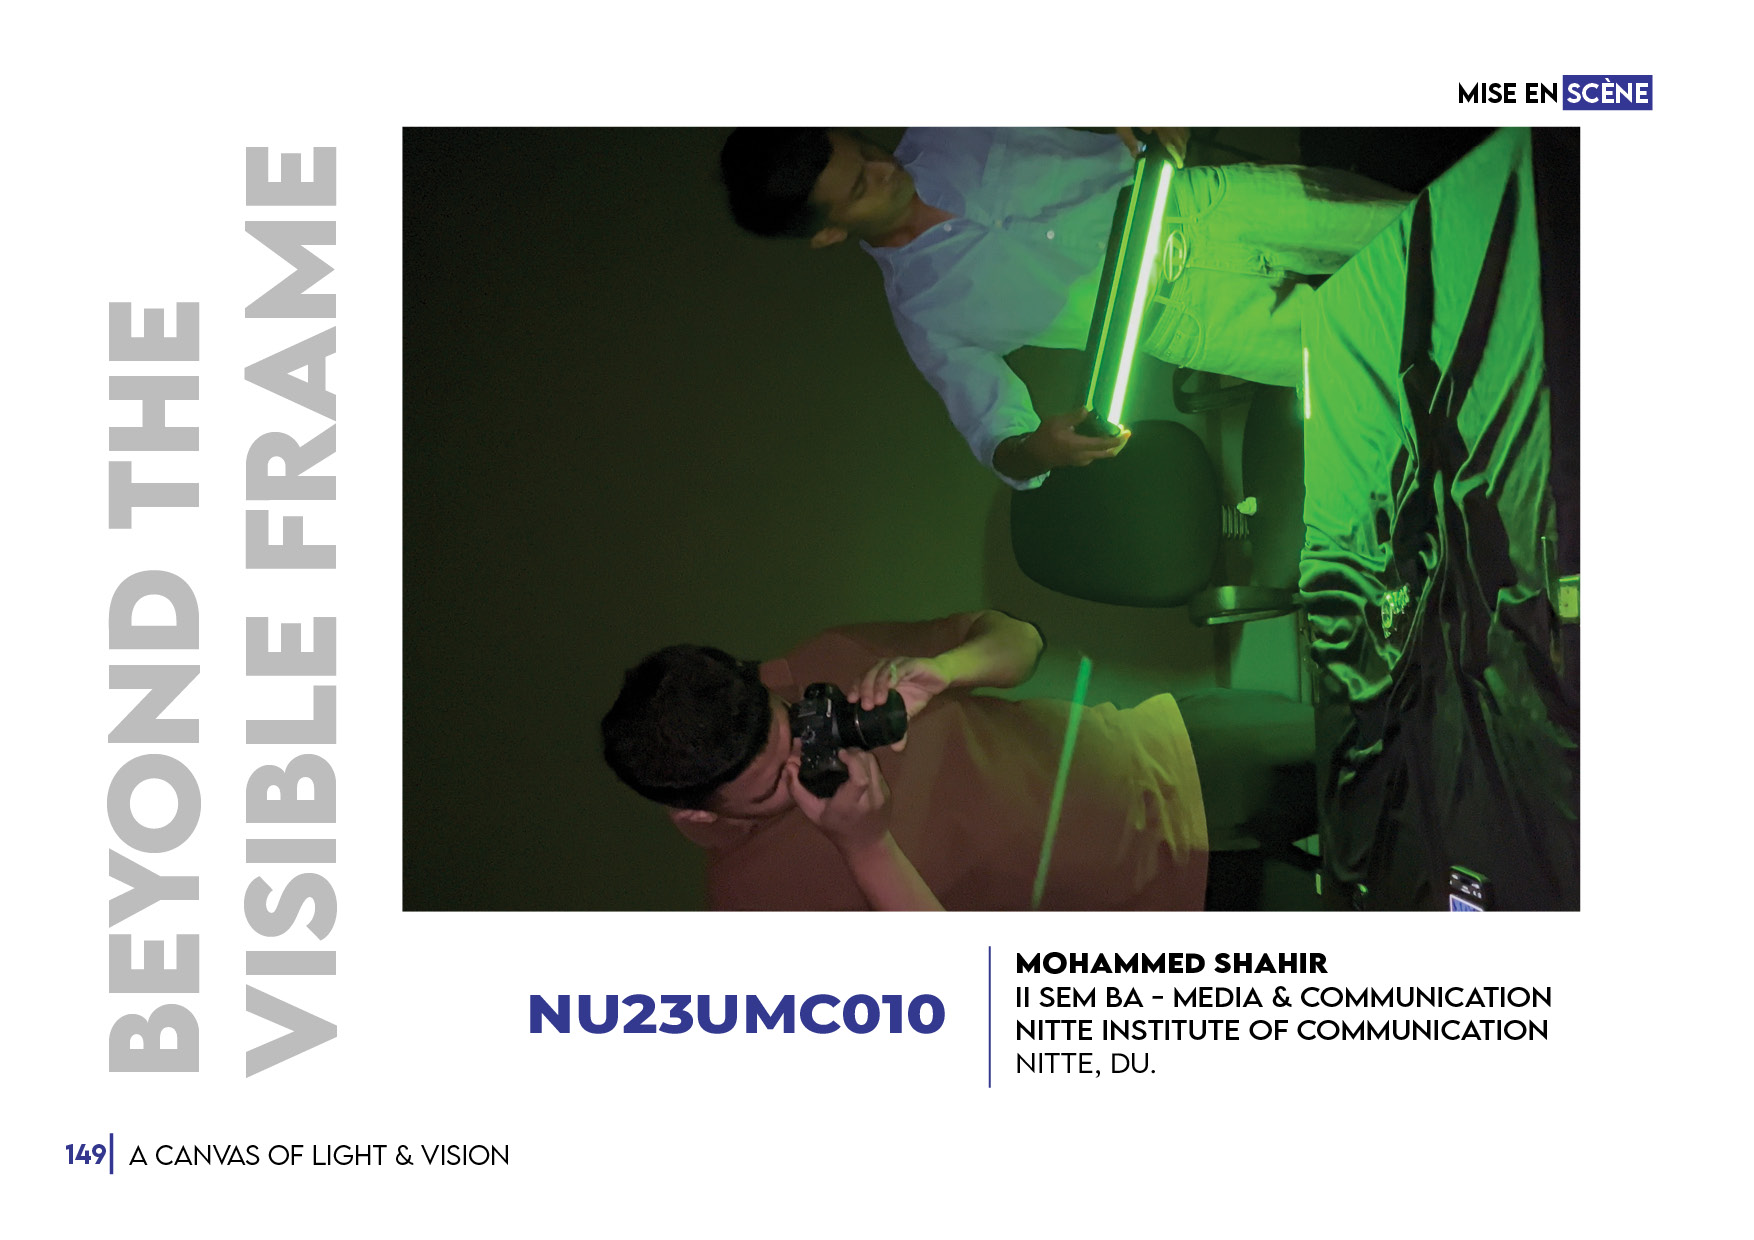 MISE EN SCÈNE
BEYOND THE
VISIBLE FRAME
NU23UMC010
MOHAMMED SHAHIR
II SEM BA - MEDIA & COMMUNICATION
NITTE INSTITUTE OF COMMUNICATION
NITTE, DU.
149 A CANVAS OF LIGHT & VISION